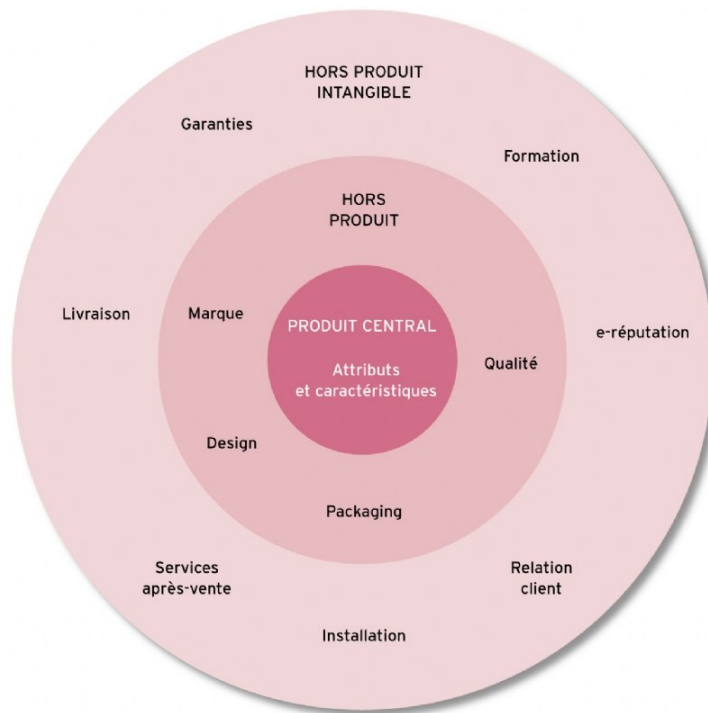 HORS PRODUIT
INTANGIBLE
Garanties
Formation
HORS
PRODUIT
Livraison
Marque
PRODUIT CENTRAL
e-réputation
Qualité
Attributs
et caractéristiques
Design
Packaging
Services
après-vente
Relation
client
Installation